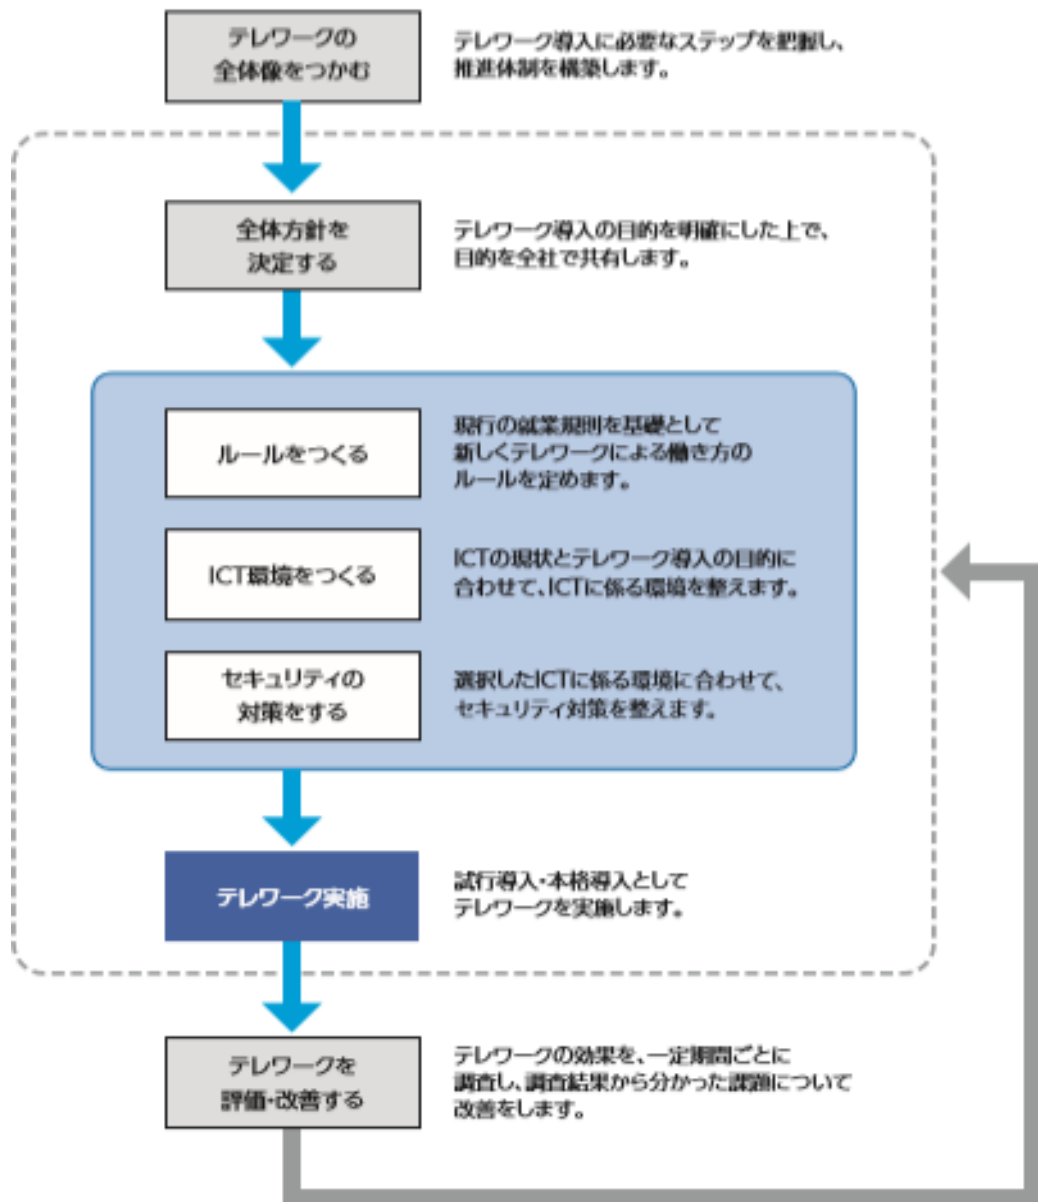 テレワークの
全体像をつかむ
テレワーク導入に必要なステップを把握し、
推進体制を構築します。
全体方針を
決定する
テレワーク導入の目的を明確にした上で、
目的を全社で共有します。
ルールをつくる
現行の就業規則を基礎として
新しくテレワークによる働き方の
ルールを定めます。
ICT環境をつくる
ICTの現状とテレワーク導入の目的に
合わせて、ICTに係る環境を整えます。
セキュリティの
対策をする
選択したICTに係る環境に合わせて、
セキュリティ対策を整えます。
テレワーク実施
試行導入・本格導入として
テレワークを実施します。
テレワークを
評価・改善する
テレワークの効果を、一定期間ごとに
調査し、調査結果から分かった課題について
改善をします。